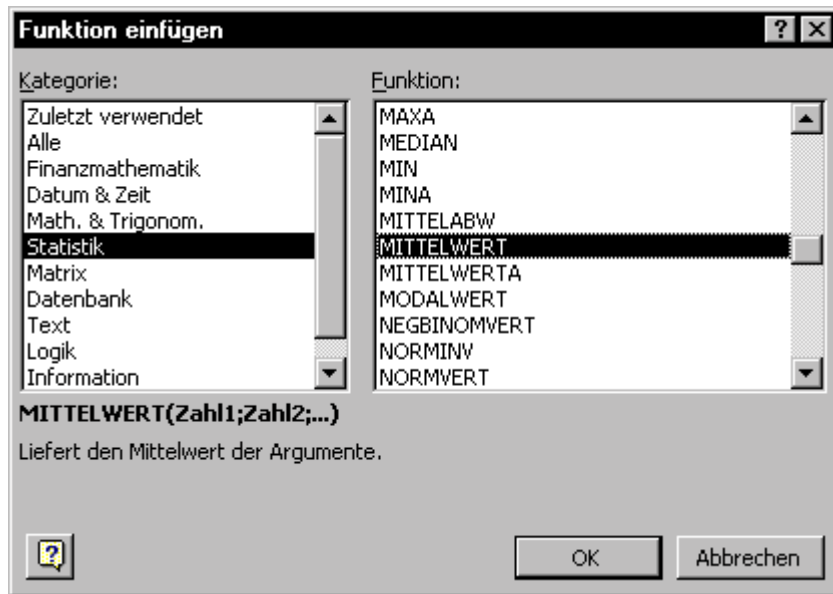 Funktion einfügen
Kategorie:
Zuletzt verwendet
Alle
Finanzmathematik
Datum & Zeit
Math. & Trigonom.
Statistik
Matrix
Datenbank
Text
Logik
Information
Funktion:
MAXA
MEDIAN
MIN
MINA
MITTELABW
MITTELWERT
MITTELWERTA
MODALWERT
NEGBINOMVERT
NORMINV
NORMVERT
MITTELWERT(Zahl1;Zahl2;...)
Liefert den Mittelwert der Argumente.
OK
Abbrechen